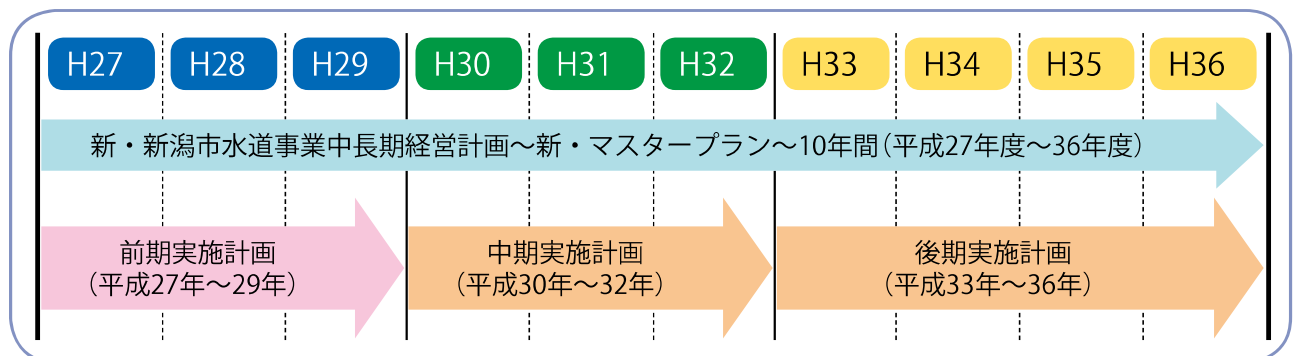 H27 H28 H29 H30 H31 H32 H33 H34 H35 H36
新・新潟市水道事業中長期経営計画～新・マスタープラン～10年間(平成27年度～36年度)
前期実施計画
(平成27年～29年)
中期実施計画
(平成30年～32年)
後期実施計画
(平成33年～36年)